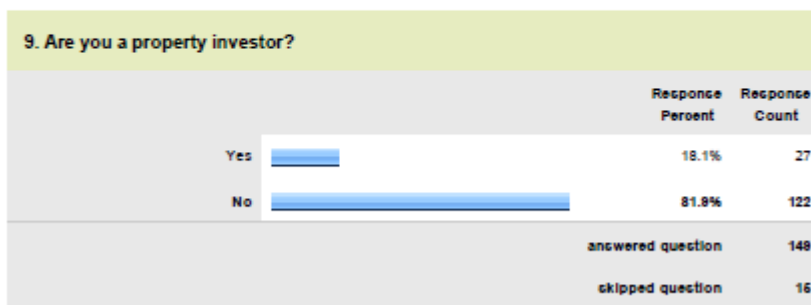 9. Are you a property investor?
Response Response
Percent Count
Yes 18.1% 27
No 81.9% 122
answered question 149
skipped question